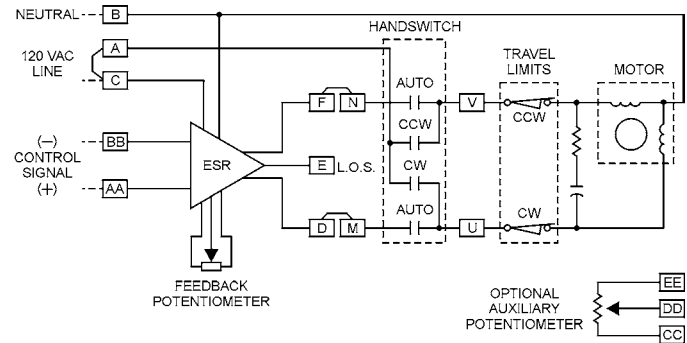 HANDSWITCH
NEUTRAL
B
A
120 VAC
LINE
C
TRAVEL
LIMITS
MOTOR
AUTO
F
N
V
CCW
CCW
(−)
CONTROL
SIGNAL
(+)
BB
AA
ESR
E
L.O.S.
CW
AUTO
CW
D
M
U
FEEDBACK
POTENTIOMETER
OPTIONAL
AUXILIARY
POTENTIOMETER
EE
DD
CC